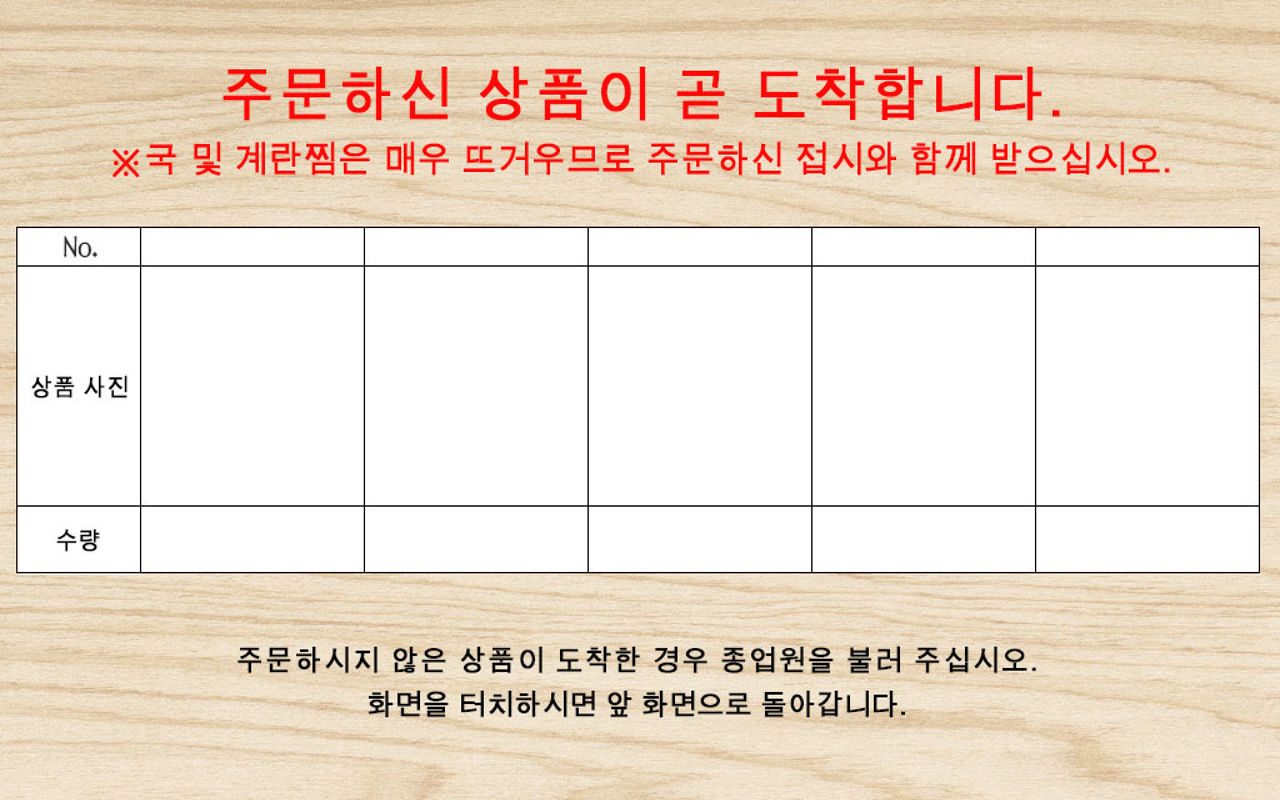 주문하신 상품이 곧 도착합니다.
※국 및 계란찜은 매우 뜨거우므로 주문하신 접시와 함께 받으십시오.
No.
상품 사진
수량
주문하시지 않은 상품이 도착한 경우 종업원을 불러 주십시오.
화면을 터치하시면 앞 화면으로 돌아갑니다.